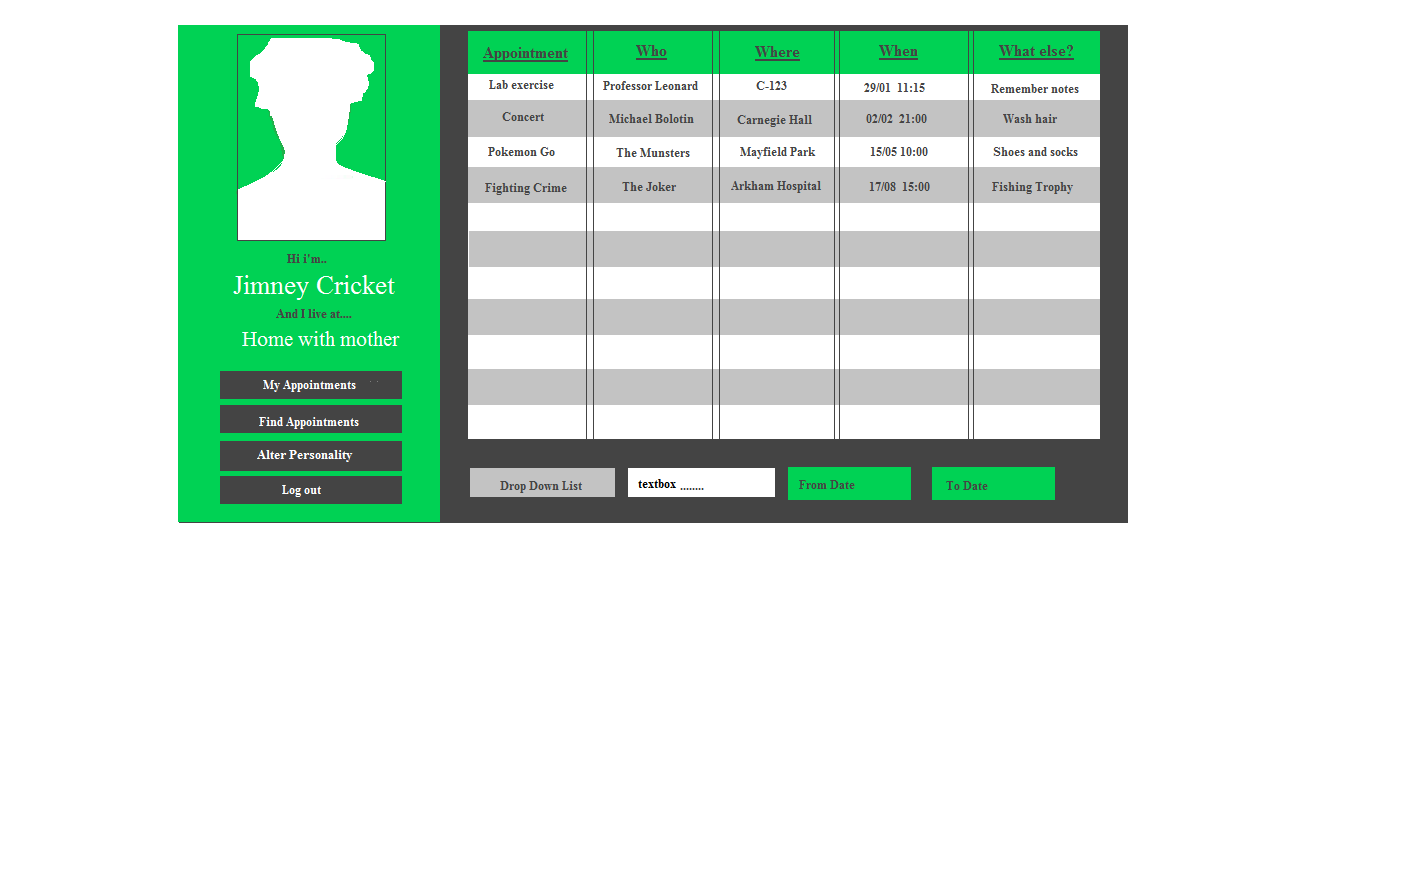 Hi i'm..
Jimney Cricket
And I live at....
Home with mother
My Appointments
Find Appointments
Alter Personality
Log out
Appointment Who Where When What else?
Lab exercise Professor Leonard C-123 29/01 11:15 Remember notes
Concert Michael Bolotin Carnegie Hall 02/02 21:00 Wash hair
Pokemon Go The Munsters Mayfield Park 15/05 10:00 Shoes and socks
Fighting Crime The Joker Arkham Hospital 17/08 15:00 Fishing Trophy
Drop Down List textbox ........ From Date To Date